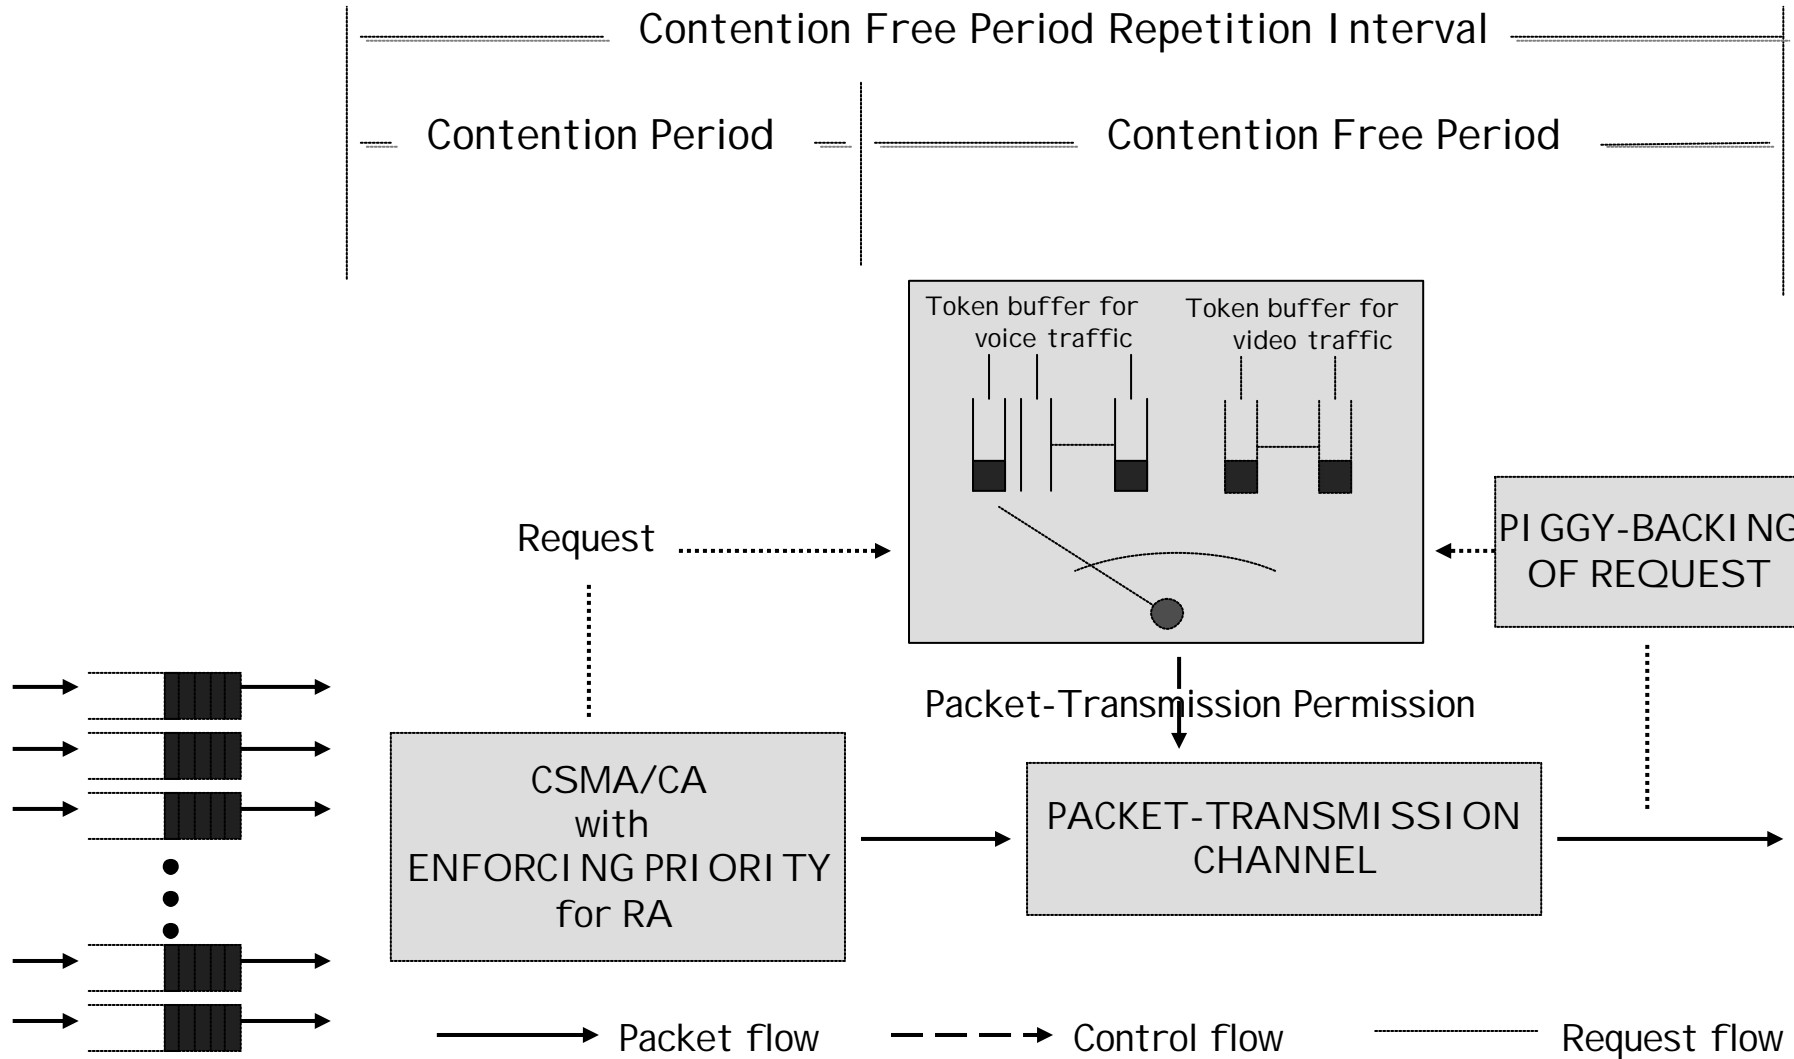 Contention Free Period Repetition Interval
Contention Period
Contention Free Period
Token buffer for
voice traffic
Token buffer for
video traffic
Request
PIGGY-BACKING
OF REQUEST
Packet-Transmission Permission
CSMA/CA
with
ENFORCING PRIORITY
for RA
PACKET-TRANSMISSION
CHANNEL
Packet flow
Control flow
Request flow